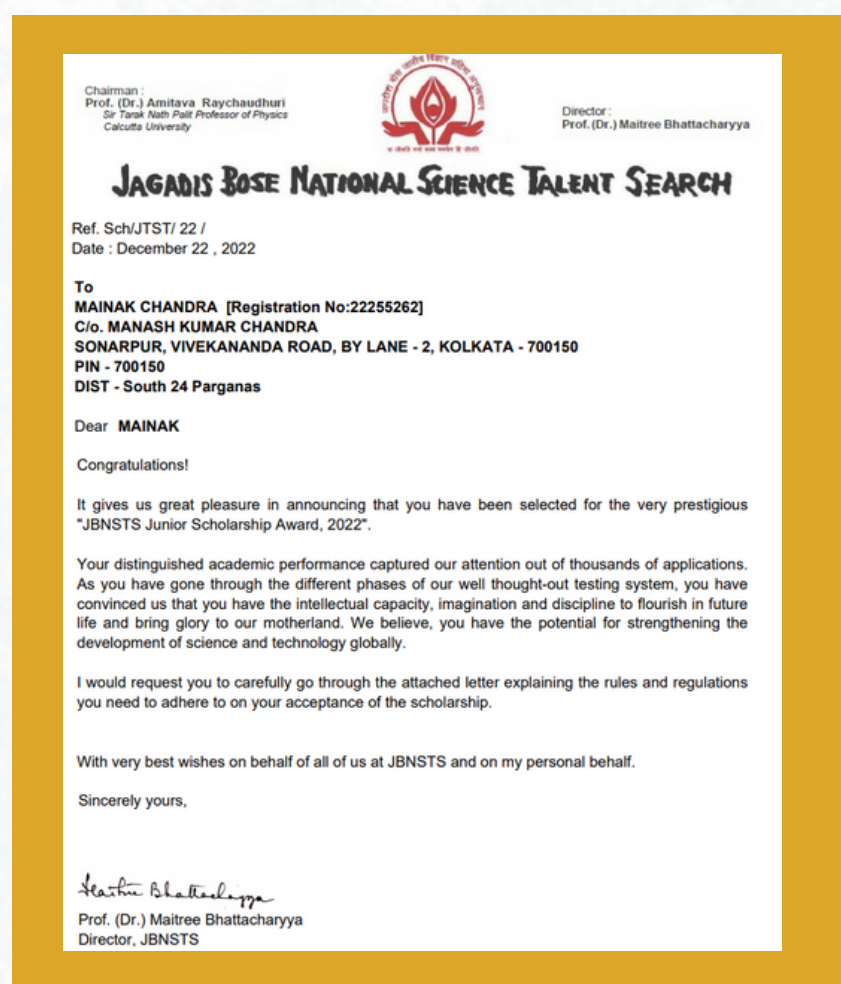 Chairman :
Prof. (Dr.) Amitava Raychaudhuri
Sir Tarak Nath Palit Professor of Physics
Calcutta University
Director :
Prof. (Dr.) Maitree Bhattacharyya
JAGADIS BOSE NATIONAL SCIENCE TALENT SEARCH
Ref. Sch/JTST/ 22 /
Date : December 22 , 2022
To
MAINAK CHANDRA [Registration No:22255262]
C/o. MANASH KUMAR CHANDRA
SONARPUR, VIVEKANANDA ROAD, BY LANE - 2, KOLKATA - 700150
PIN - 700150
DIST - South 24 Parganas
Dear MAINAK
Congratulations!
It gives us great pleasure in announcing that you have been selected for the very prestigious
"JBNSTS Junior Scholarship Award, 2022".
Your distinguished academic performance captured our attention out of thousands of applications.
As you have gone through the different phases of our well thought-out testing system, you have
convinced us that you have the intellectual capacity, imagination and discipline to flourish in future
life and bring glory to our motherland. We believe, you have the potential for strengthening the
development of science and technology globally.
I would request you to carefully go through the attached letter explaining the rules and regulations
you need to adhere to on your acceptance of the scholarship.
With very best wishes on behalf of all of us at JBNSTS and on my personal behalf.
Sincerely yours,
Maitree Bhattacharyya
Prof. (Dr.) Maitree Bhattacharyya
Director, JBNSTS